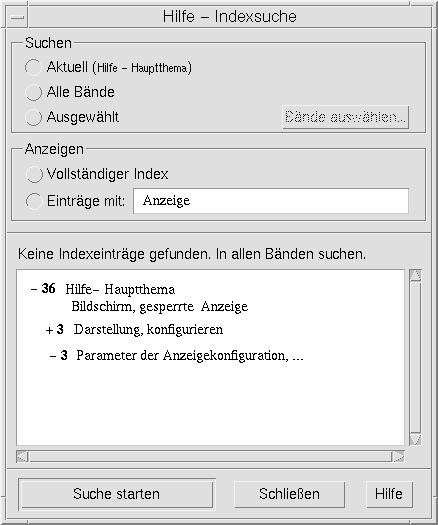 Hilfe – Indexsuche
Suchen
Aktuell (Hilfe – Hauptthema)
Alle Bände
Ausgewählt
Bände auswählen...
Anzeigen
Vollständiger Index
Einträge mit: Anzeige
Keine Indexeinträge gefunden. In allen Bänden suchen.
– 36 Hilfe– Hauptthema
Bildschirm, gesperrte Anzeige
+ 3 Darstellung, konfigurieren
– 3 Parameter der Anzeigekonfiguration, ...
Suche starten Schließen Hilfe